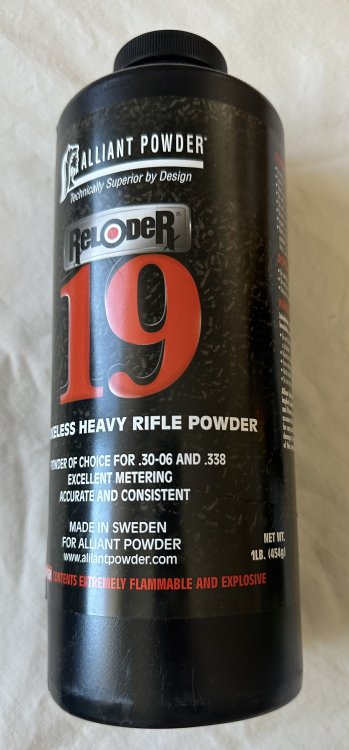 ALLIANT POWDER®
Technically Superior by Design
RELODER®
19
HEAVY RIFLE POWDER
POWDER OF CHOICE FOR .30-06 AND .338
EXCELLENT METERING
ACCURATE AND CONSISTENT
MADE IN SWEDEN
FOR ALLIANT POWDER
www.alliantpowder.com
NET WT.
1LB. (454g)
CONTENTS EXTREMELY FLAMMABLE AND EXPLOSIVE